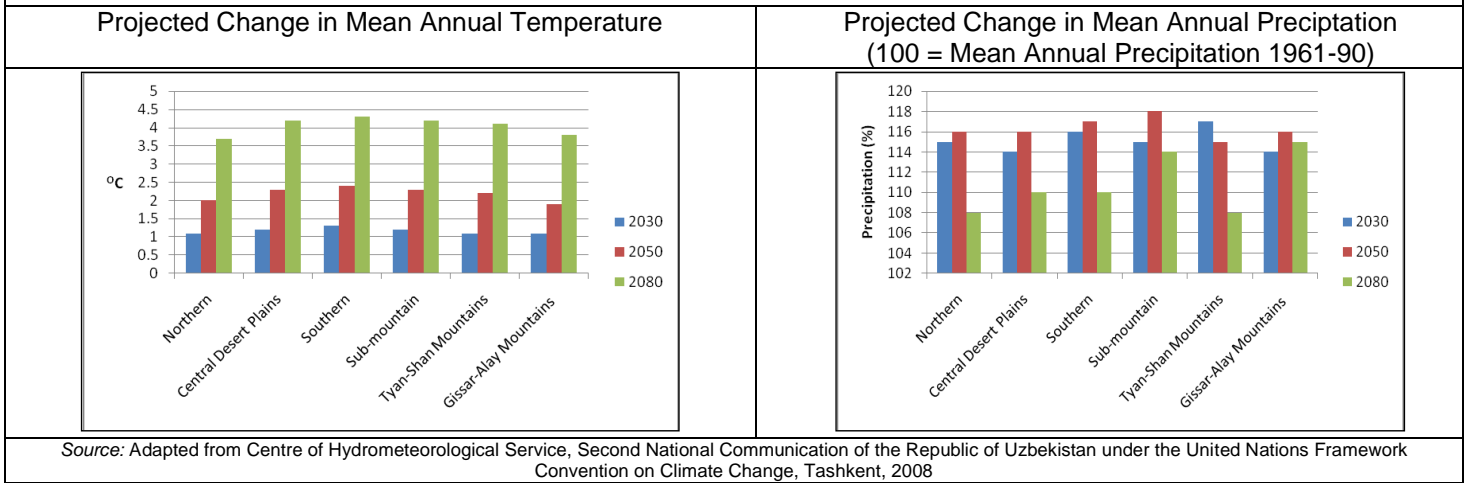 Projected Change in Mean Annual Temperature
Projected Change in Mean Annual Preciptation
(100 = Mean Annual Precipitation 1961-90)
5
4.5
4
3.5
3
2.5
2
1.5
1
0.5
0
°C
Northern
Central Desert Plains
Southern
Sub-mountain
Tyan-Shan Mountains
Gissar-Alay Mountains
2030
2050
2080
120
118
116
114
112
110
108
106
104
102
Precipitation (%)
Northern
Central Desert Plains
Southern
Sub-mountain
Tyan-Shan Mountains
Gissar-Alay Mountains
2030
2050
2080
Source: Adapted from Centre of Hydrometeorological Service, Second National Communication of the Republic of Uzbekistan under the United Nations Framework
Convention on Climate Change, Tashkent, 2008